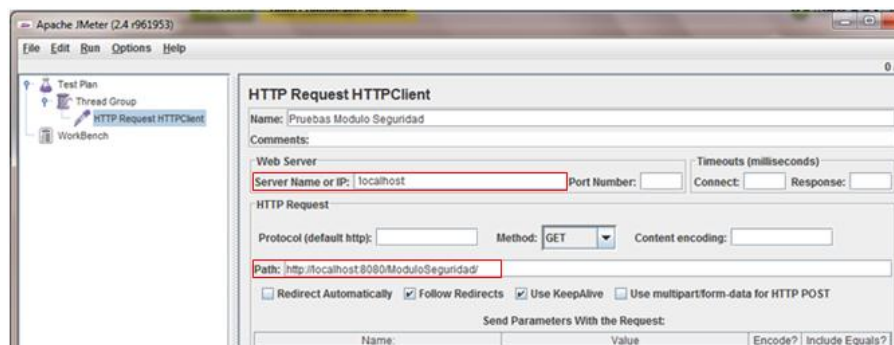 Apache JMeter (2.4 r961953)
File Edit Run Options Help
0
Test Plan
Thread Group
HTTP Request HTTPClient
WorkBench
HTTP Request HTTPClient
Name: Pruebas Modulo Seguridad
Comments:
Web Server
Server Name or IP: localhost Port Number:
Timeouts (milliseconds)
Connect: Response:
HTTP Request
Protocol (default http): Method: GET Content encoding:
Path: http://localhost:8080/ModuloSeguridad/
Redirect Automatically Follow Redirects Use KeepAlive Use multipart/form-data for HTTP POST
Send Parameters With the Request:
Name: Value Encode? Include Equals?